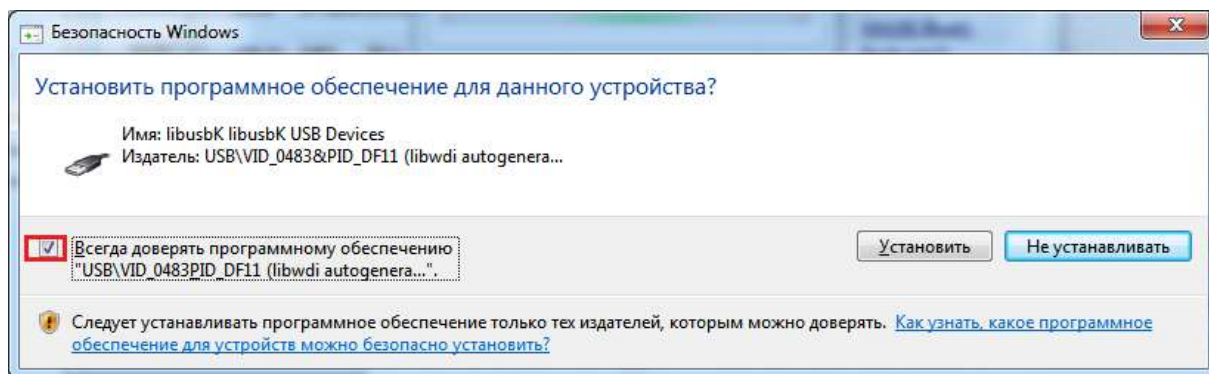 Безопасность Windows
Установить программное обеспечение для данного устройства?
Имя: libusbK libusbK USB Devices
Издатель: USB\VID_0483&PID_DF11 (libwdi autogenera...
Всегда доверять программному обеспечению
"USB\VID_0483PID_DF11 (libwdi autogenera...".
Установить
Не устанавливать
Следует устанавливать программное обеспечение только тех издателей, которым можно доверять. Как узнать, какое программное
обеспечение для устройств можно безопасно установить?